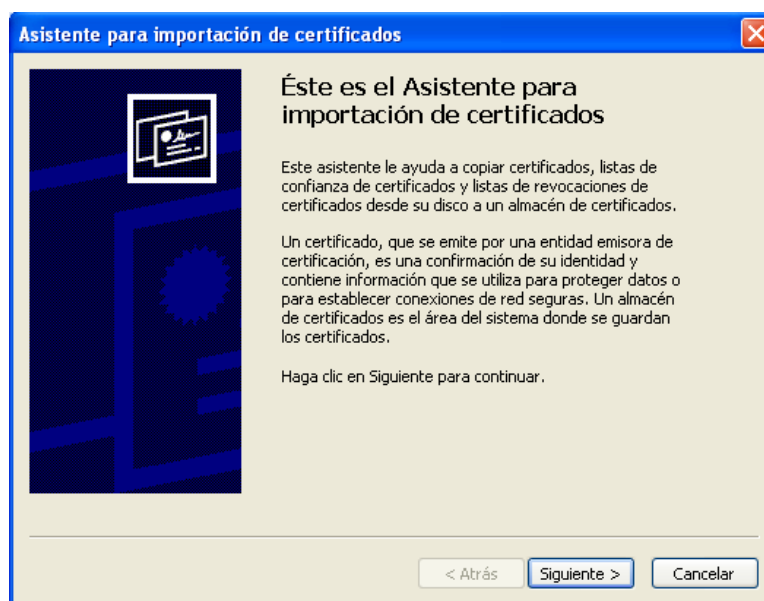 Asistente para importación de certificados
Éste es el Asistente para
importación de certificados
Este asistente le ayuda a copiar certificados, listas de
confianza de certificados y listas de revocaciones de
certificados desde su disco a un almacén de certificados.
Un certificado, que se emite por una entidad emisora de
certificación, es una confirmación de su identidad y
contiene información que se utiliza para proteger datos o
para establecer conexiones de red seguras. Un almacén
de certificados es el área del sistema donde se guardan
los certificados.
Haga clic en Siguiente para continuar.
< Atrás Siguiente > Cancelar